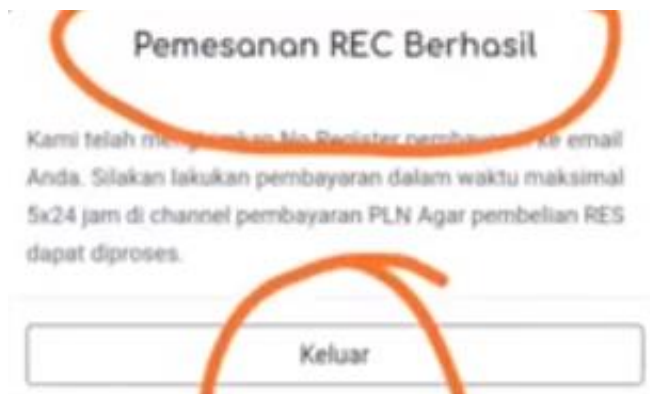 Pemesanan REC Berhasil
Kami telah No Register ke email
Anda. Silakan lakukan pembayaran dalam waktu maksimal
5x24 jam di channel pembayaran PLN Agar pembelian RES
dapat diproses.
Keluar